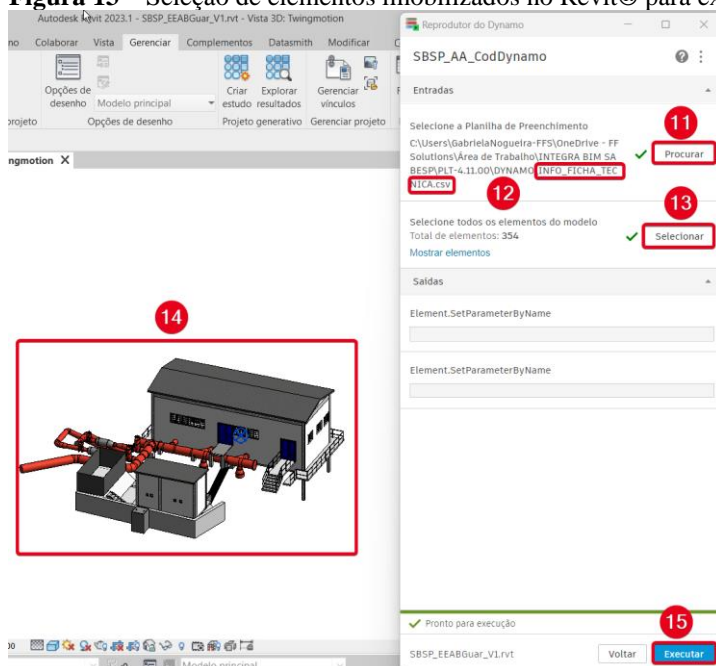 Figura 15 – Seleção de elementos imobilizados no Revit® para ex
Autodesk Revit 2023.1 - SBSP_EEABGuar_V1.rvt - Vista 3D: Twingmotion
no Colaborar Vista Gerenciar Complementos Datasmith Modificar
Opções de desenho
Modelo principal
Criar estudo
Explorar resultados
Gerenciar vínculos
projeto Opções de desenho Projeto generativo Gerenciar projeto
ngmotion X
14
Modelo principal
Reprodutor do Dynamo
SBSP_AA_CodDynamo
Entradas
11
Selecione a Planilha de Preenchimento
C:\Users\GabrielaNogueira-FFS\OneDrive - FF
Solutions\Área de Trabalho\INTEGRA BIM SA
BESP\PLT-4.11.00\DYNAMO\INFO_FICHA_TEC
NICA.csv
Procurar
12
13
Selecione todos os elementos do modelo
Total de elementos: 354
Selecionar
Mostrar elementos
Saídas
Element.SetParameterByName
Element.SetParameterByName
Pronto para execução
15
SBSP_EEABGuar_V1.rvt
Voltar
Executar